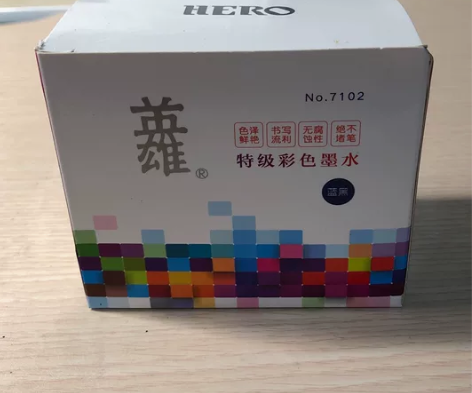 HERO
No.7102
英雄®
色泽鲜艳 书写流利 无腐蚀性 绝不堵笔
特级彩色墨水
蓝黑